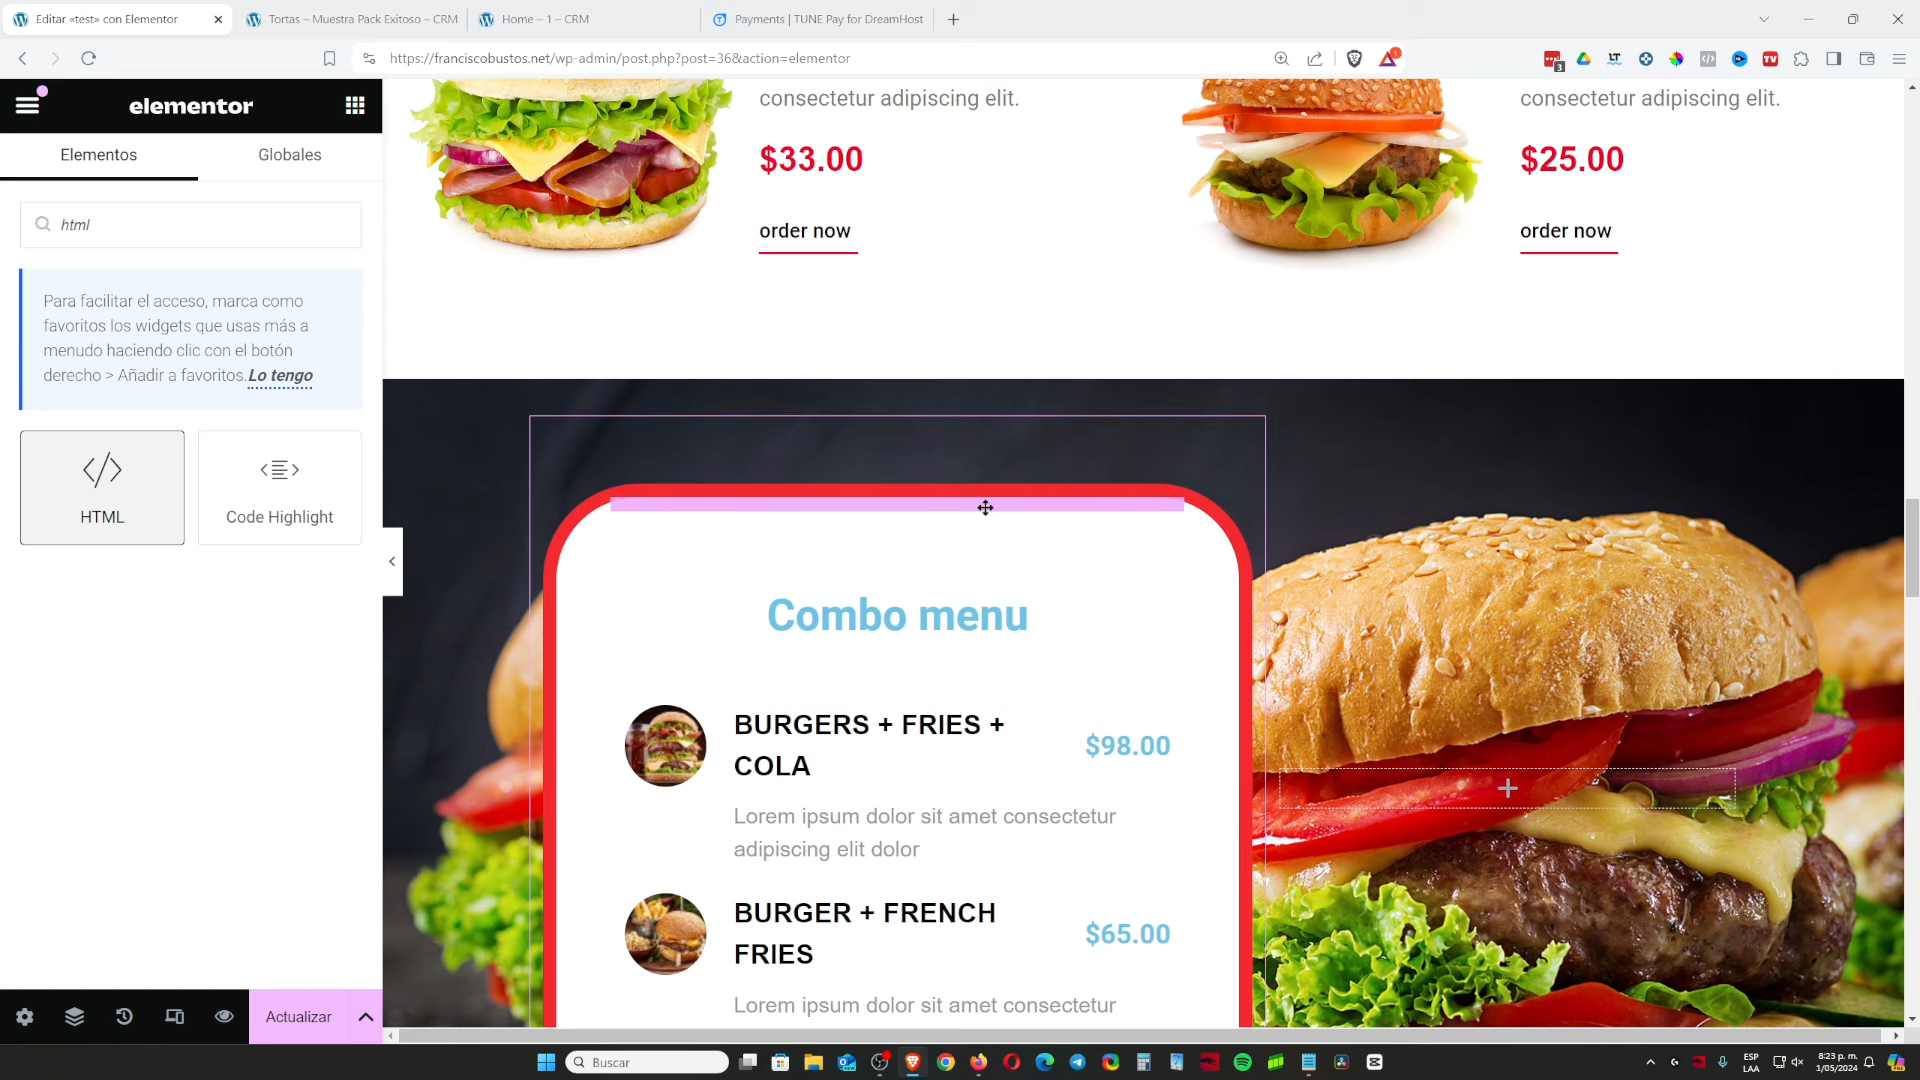 Editar «test» con Elementor
Tortas – Muestra Pack Exitoso – CRM
Home – 1 – CRM
Payments | TUNE Pay for DreamHost
https://franciscobustos.net/wp-admin/post.php?post=36&action=elementor
1
3
LT
TV
elementor
Elementos
Globales
html
Para facilitar el acceso, marca como
favoritos los widgets que usas más a
menudo haciendo clic con el botón
derecho > Añadir a favoritos.Lo tengo
HTML
Code Highlight
Actualizar
consectetur adipiscing elit.
$33.00
order now
consectetur adipiscing elit.
$25.00
order now
Combo menu
BURGERS + FRIES +
COLA
$98.00
Lorem ipsum dolor sit amet consectetur
adipiscing elit dolor
BURGER + FRENCH
FRIES
$65.00
Lorem ipsum dolor sit amet consectetur
Buscar
ESP
LAA
8:23 p. m.
1/05/2024